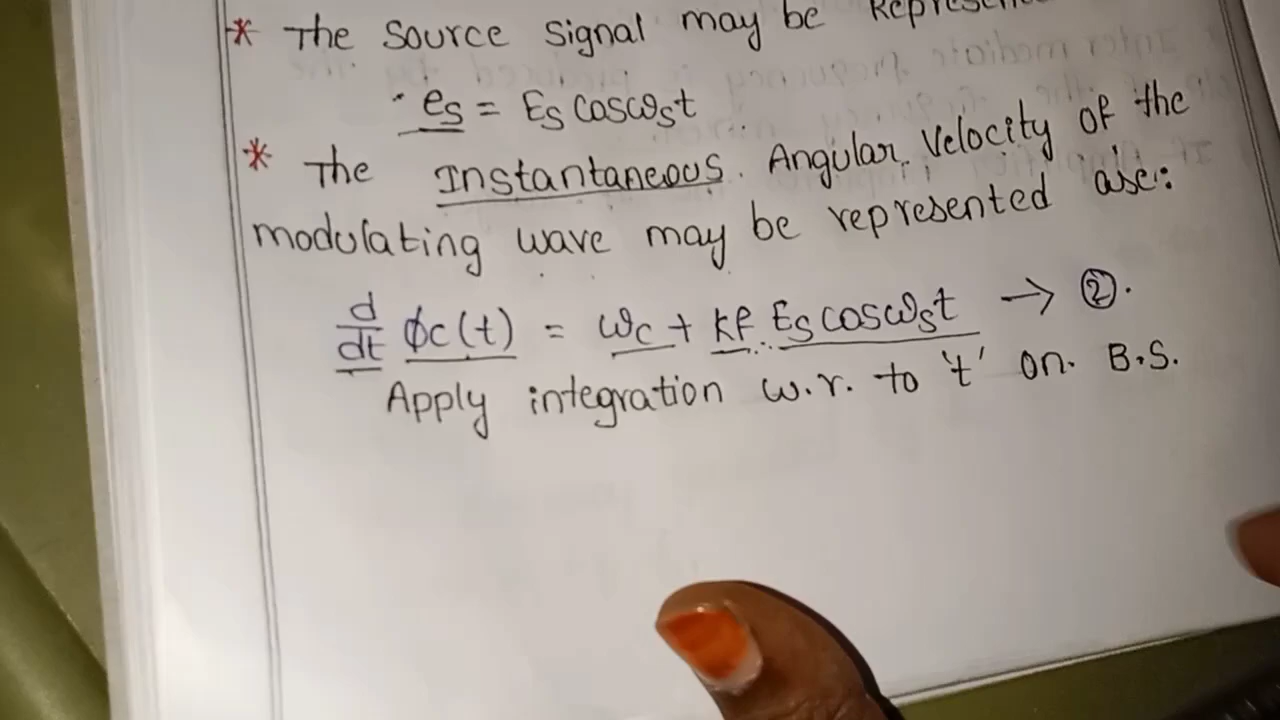 * The Source Signal may be
es = Es Coswst
* The Instantaneous Angular Velocity of the
modulating wave may be represented as:
d/dt ϕc(t) = ωc + kf Es cosωst → ②.
Apply integration w.r. to 't' on B.S.